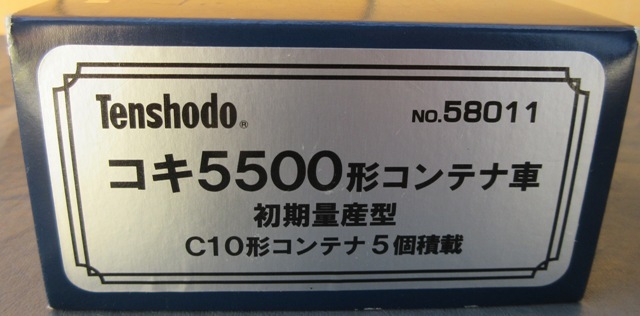 Tenshodo® NO.58011
コキ5500形コンテナ車
初期量産型
C10形コンテナ5個積載